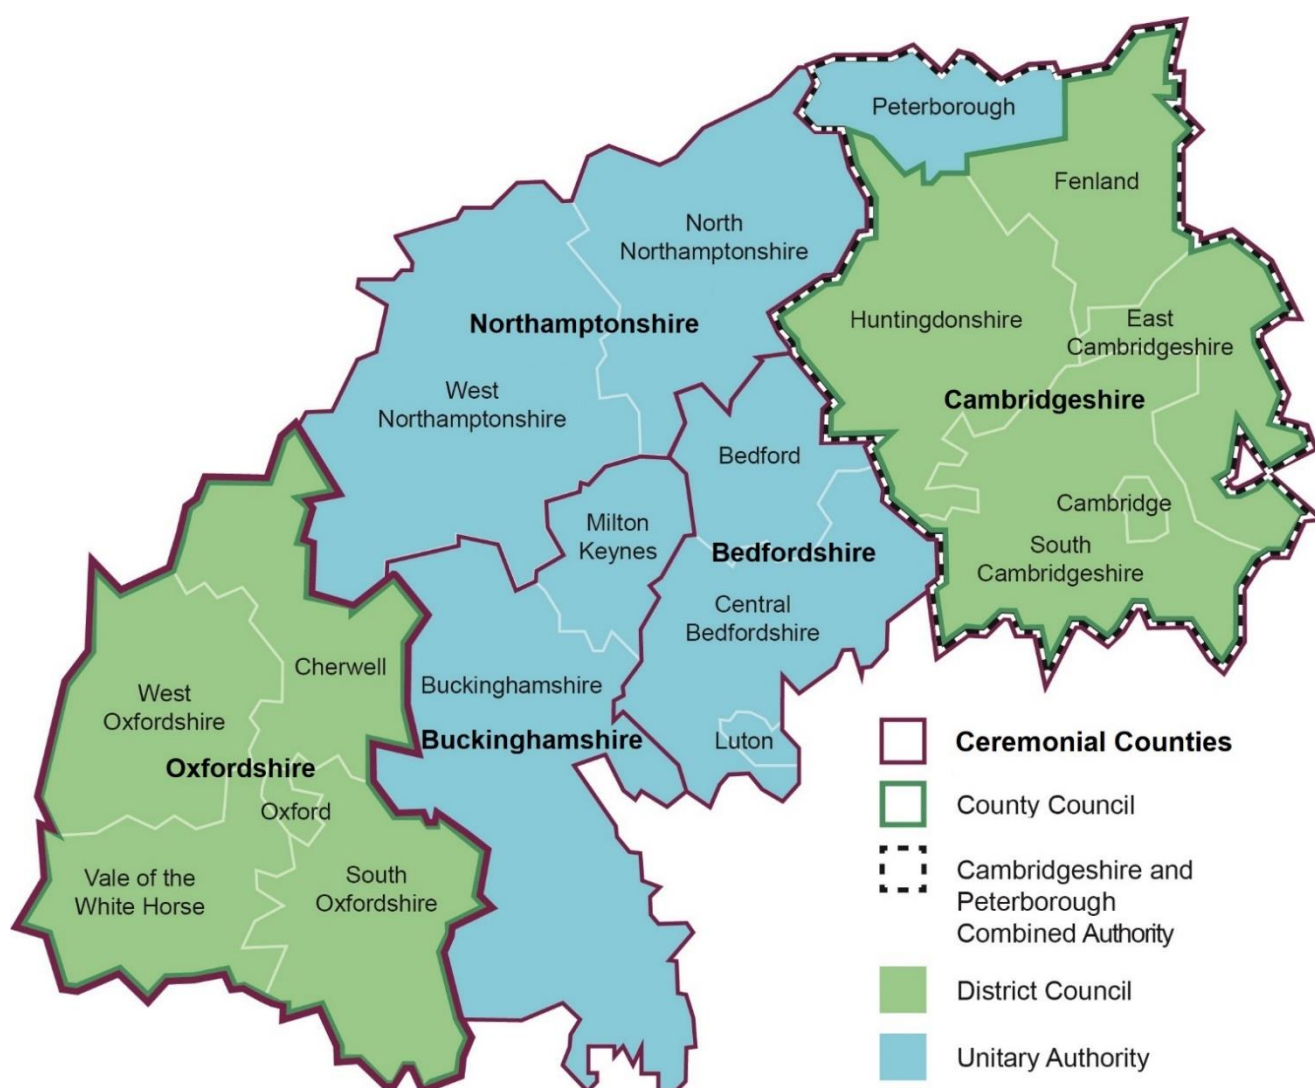 Peterborough
Fenland
North
Northamptonshire
Northamptonshire
Huntingdonshire
East
Cambridgeshire
West
Northamptonshire
Cambridgeshire
Bedford
Milton
Keynes
Cambridge
Bedfordshire
South
Cambridgeshire
Central
Bedfordshire
Cherwell
West
Oxfordshire
Buckinghamshire
Buckinghamshire
Luton
Oxfordshire
Oxford
Vale of the
White Horse
South
Oxfordshire
Ceremonial Counties
County Council
Cambridgeshire and
Peterborough
Combined Authority
District Council
Unitary Authority